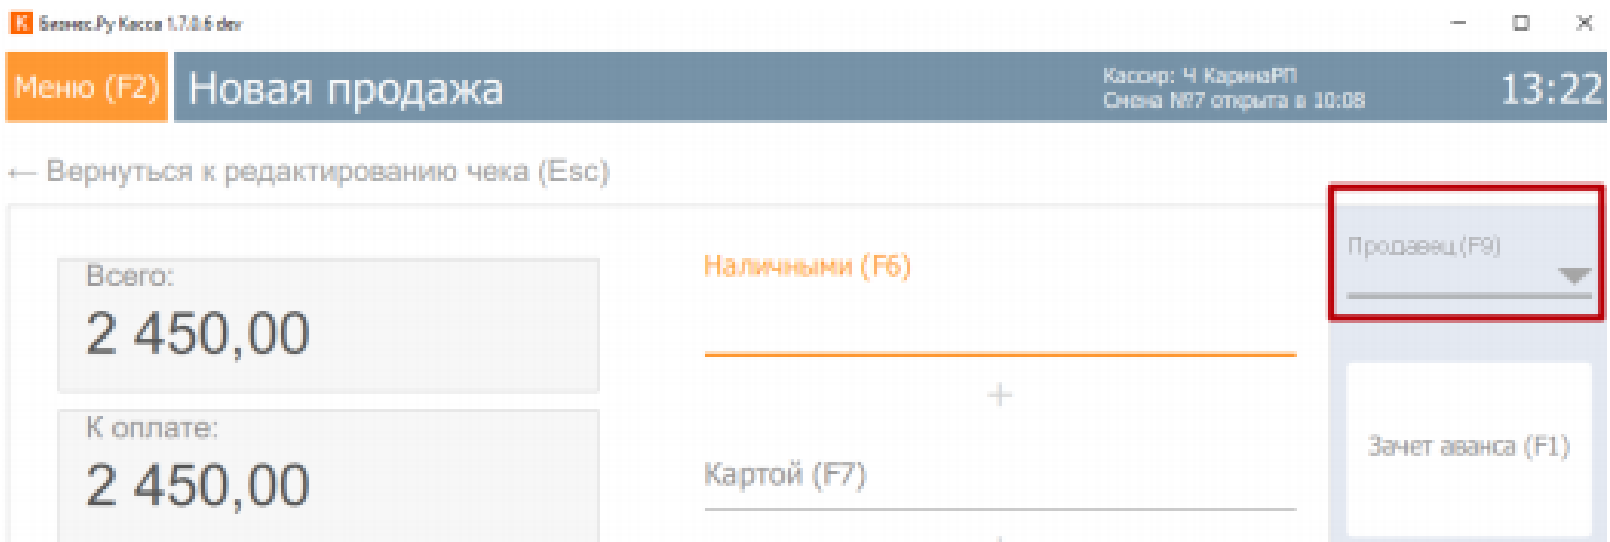 Бизнес.Ру Касса 1.7.0.6 dev
Меню (F2)
Новая продажа
Кассир: Ч КаринаРП
Смена №7 открыта в 10:08
13:22
← Вернуться к редактированию чека (Esc)
Всего:
2 450,00
К оплате:
2 450,00
Наличными (F6)
+
Картой (F7)
Продавец (F9)
Зачет аванса (F1)